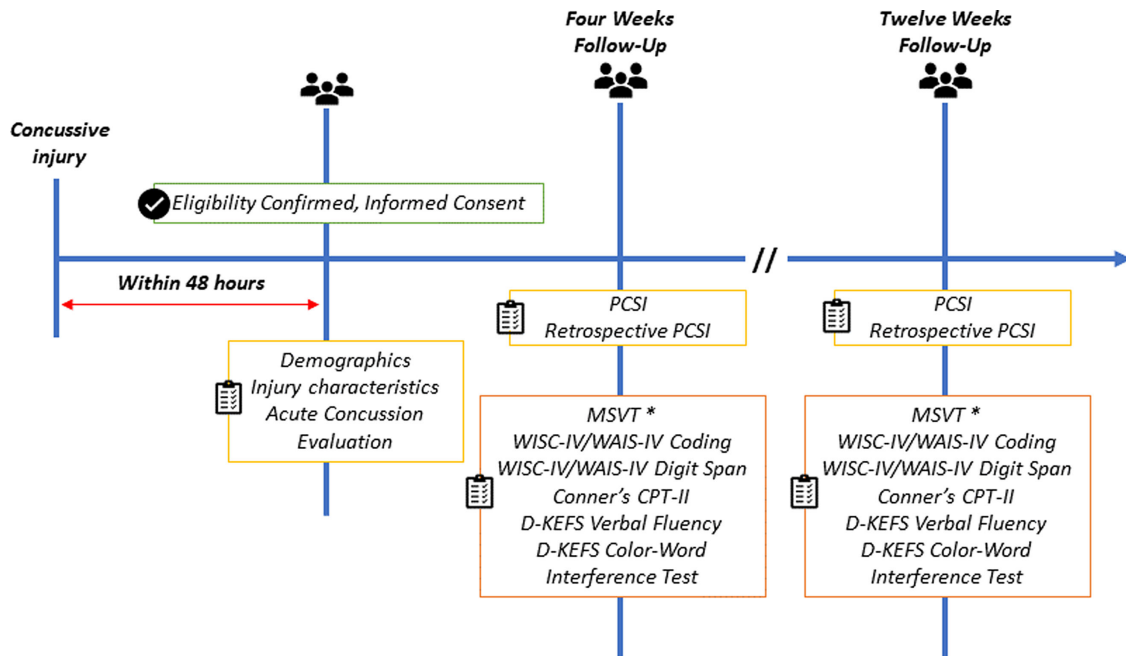 Four Weeks
Follow-Up
Twelve Weeks
Follow-Up
Concussive
injury
Eligibility Confirmed, Informed Consent
//
Within 48 hours
Demographics
Injury characteristics
Acute Concussion
Evaluation
PCSI
Retrospective PCSI
MSVT *
WISC-IV/WAIS-IV Coding
WISC-IV/WAIS-IV Digit Span
Conner's CPT-II
D-KEFS Verbal Fluency
D-KEFS Color-Word
Interference Test
PCSI
Retrospective PCSI
MSVT *
WISC-IV/WAIS-IV Coding
WISC-IV/WAIS-IV Digit Span
Conner's CPT-II
D-KEFS Verbal Fluency
D-KEFS Color-Word
Interference Test